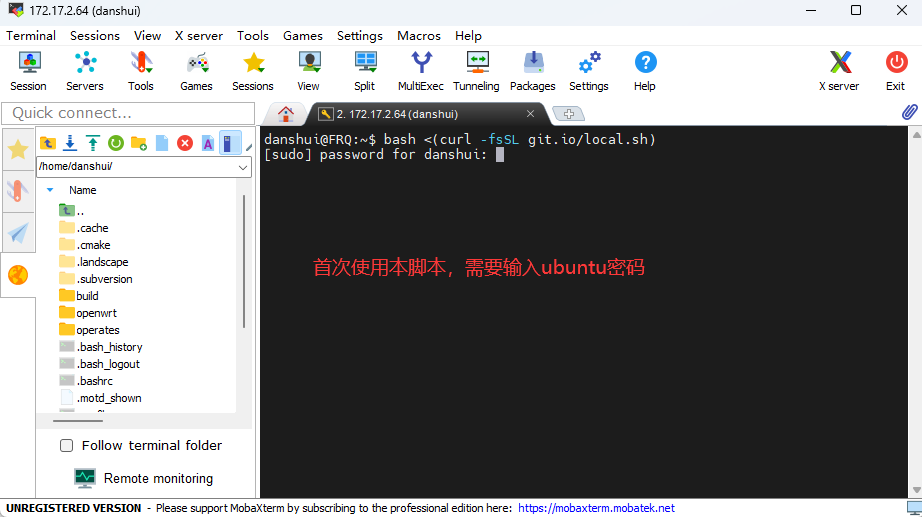 172.17.2.64 (danshui)
Terminal Sessions View X server Tools Games Settings Macros Help
Session Servers Tools Games Sessions View Split MultiExec Tunneling Packages Settings Help X server Exit
Quick connect...
2. 172.17.2.64 (danshui)
/home/danshui/
Name
..
.cache
.cmake
.landscape
.subversion
build
openwrt
operates
.bash_history
.bash_logout
.bashrc
.motd_shown
Follow terminal folder
Remote monitoring
danshui@FRQ:~$ bash <(curl -fsSL git.io/local.sh)
[sudo] password for danshui:
首次使用本脚本，需要输入ubuntu密码
UNREGISTERED VERSION - Please support MobaXterm by subscribing to the professional edition here: https://mobaxterm.mobatek.net